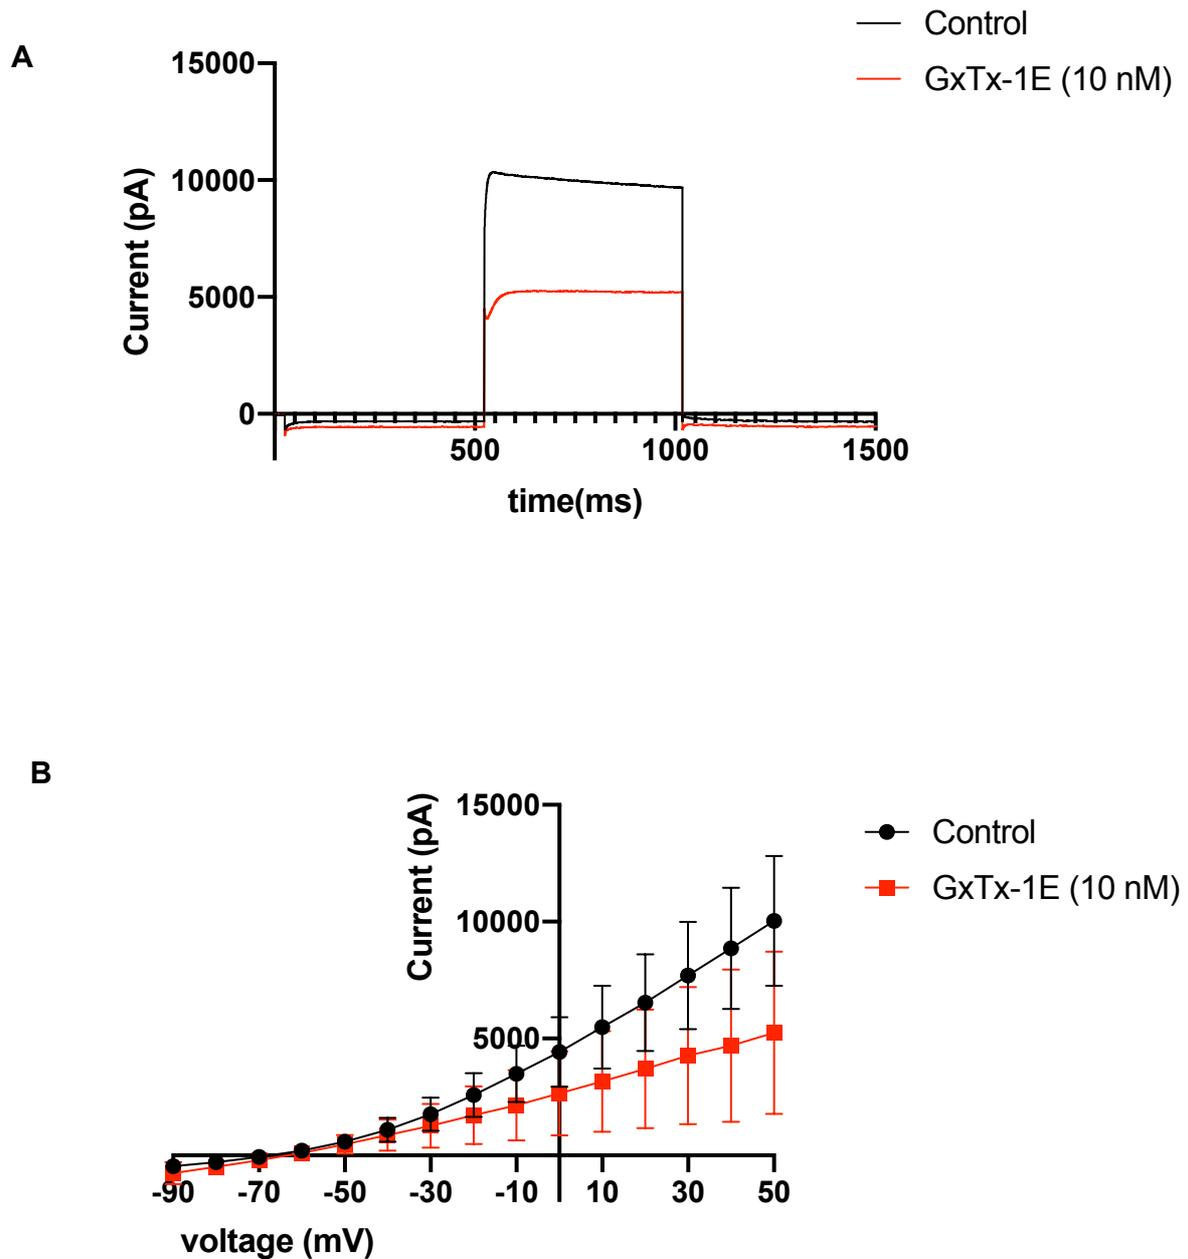 A
Control
GxTx-1E (10 nM)
15000
10000
5000
0
Current (pA)
500
1000
1500
time(ms)
B
Control
GxTx-1E (10 nM)
15000
10000
5000
Current (pA)
-90
-70
-50
-30
-10
10
30
50
voltage (mV)